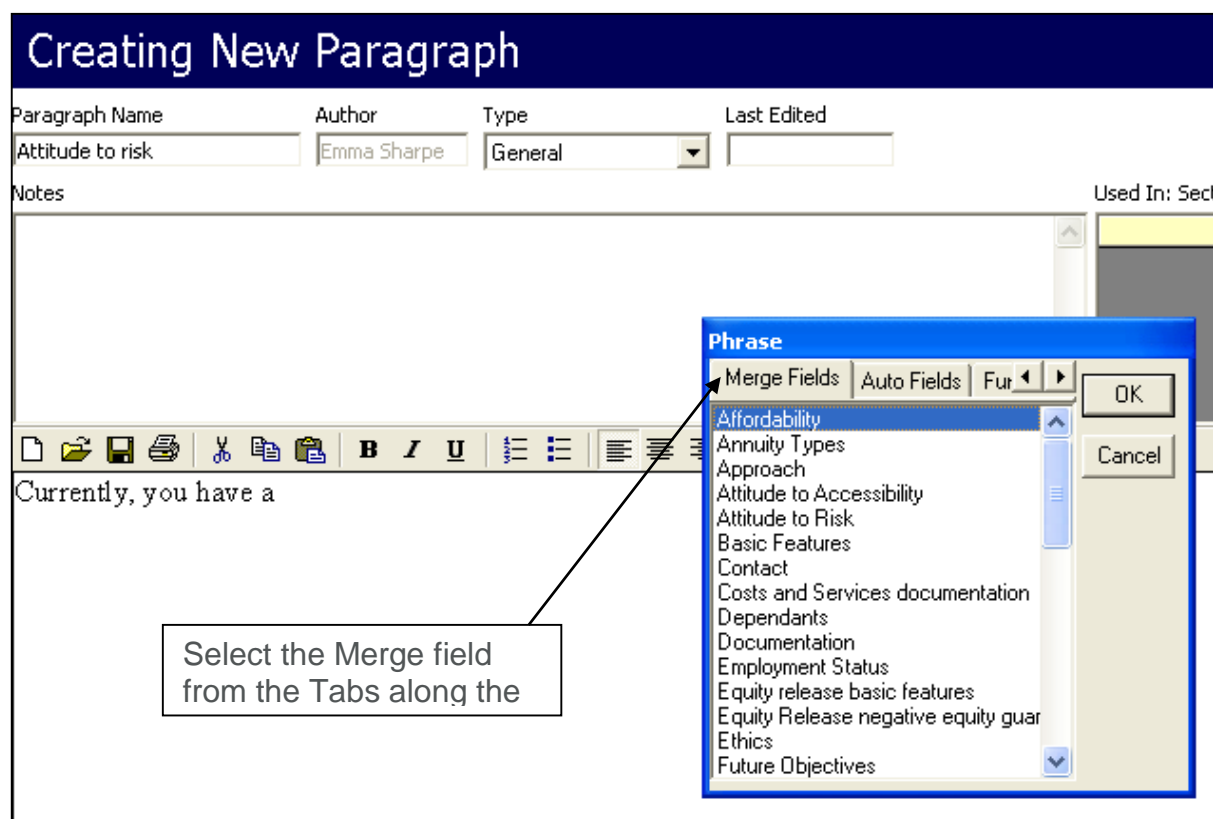 Creating New Paragraph
Paragraph Name Author Type Last Edited
Attitude to risk Emma Sharpe General
Notes Used In: Sect
Phrase
Merge Fields Auto Fields Fur
OK
Cancel
Affordability
Annuity Types
Approach
Attitude to Accessibility
Attitude to Risk
Basic Features
Contact
Costs and Services documentation
Dependants
Documentation
Employment Status
Equity release basic features
Equity Release negative equity guar
Ethics
Future Objectives
B I U
Currently, you have a
Select the Merge field
from the Tabs along the